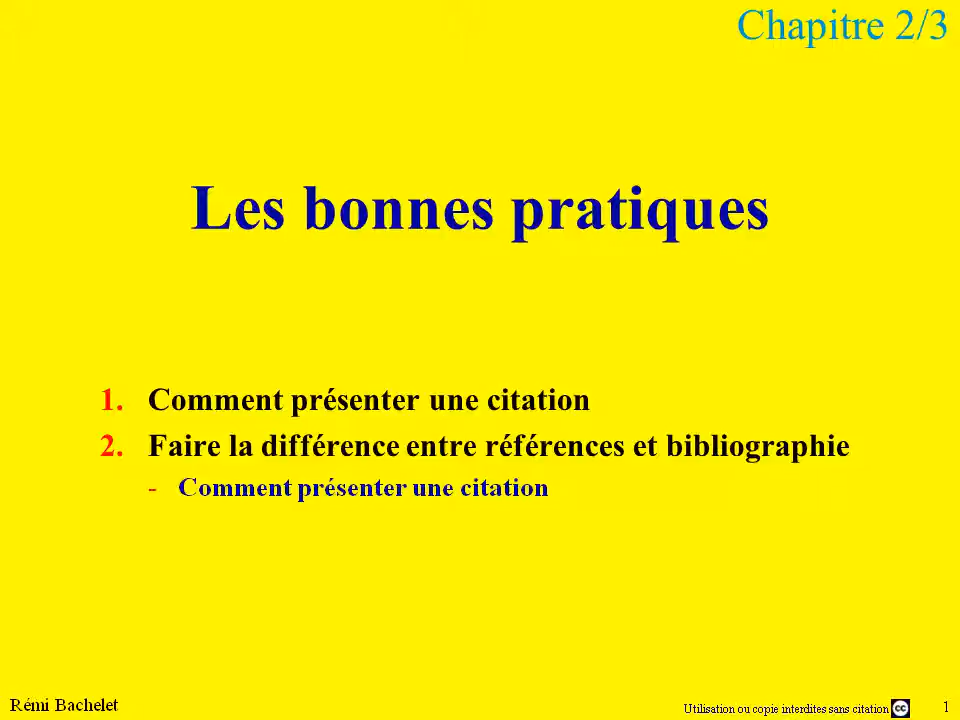 Chapitre 2/3
Les bonnes pratiques
1. Comment présenter une citation
2. Faire la différence entre références et bibliographie
- Comment présenter une citation
Rémi Bachelet
Utilisation ou copie interdites sans citation cc 1